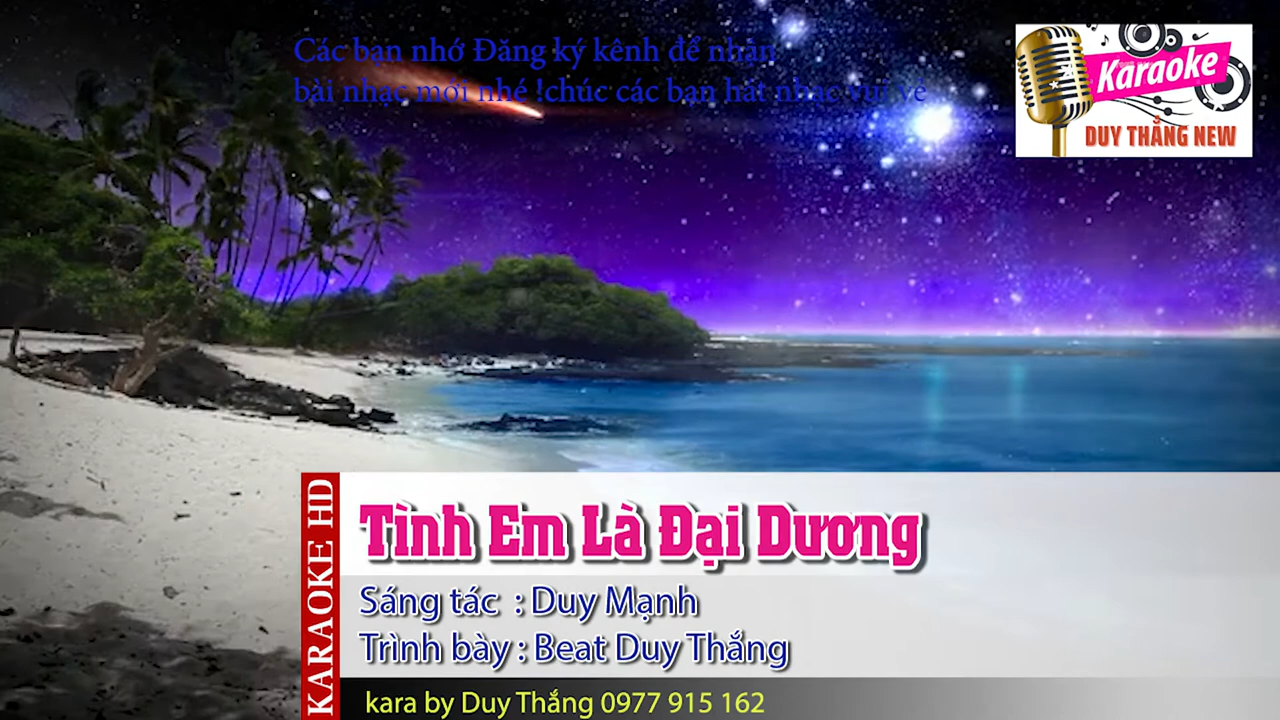 Các bạn nhớ Đăng ký kênh để nhận
bài nhạc mới nhé !chúc các bạn hát nhạc vui vẻ
Karaoke
DUY THẮNG NEW
KARAOKE HD
Tình Em Là Đại Dương
Sáng tác : Duy Mạnh
Trình bày : Beat Duy Thắng
kara by Duy Thắng 0977 915 162